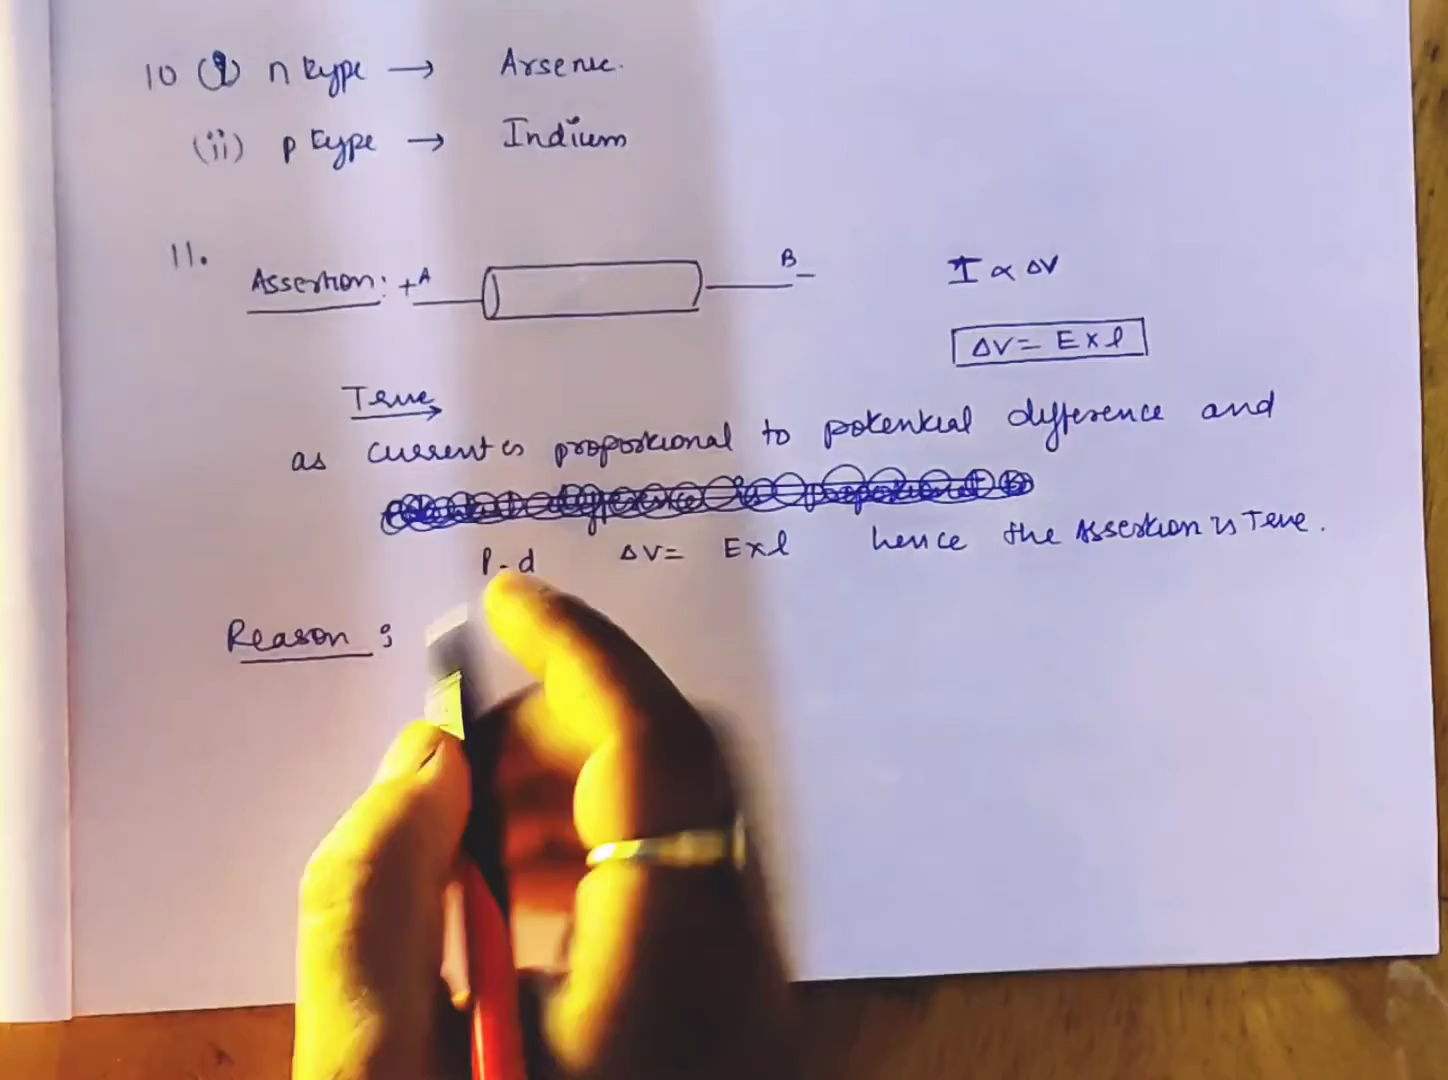 10 (i) n type → Arsenic.
(ii) p type → Indium
11.
Assertion: +A B -
I ∝ ΔV
ΔV = E x l
True
as current is proportional to potential difference and
p.d ΔV = E x l hence the Assertion is True.
Reason :